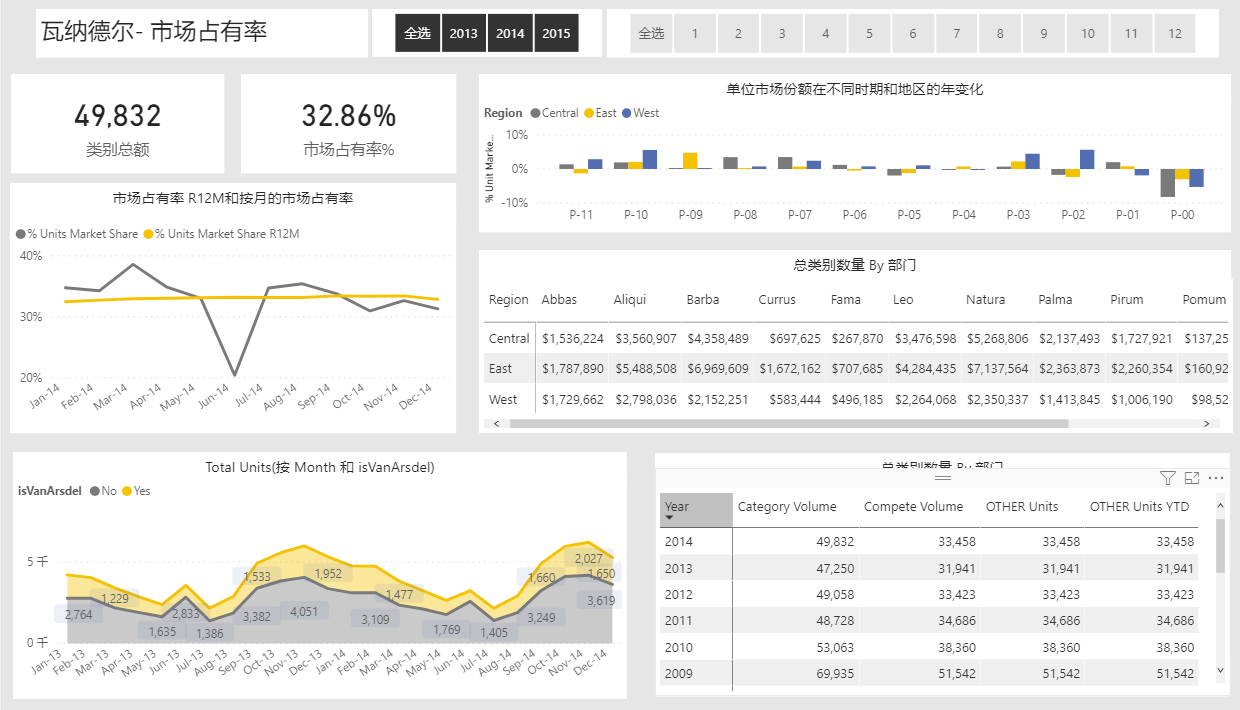 瓦纳德尔- 市场占有率
全选 2013 2014 2015
全选 1 2 3 4 5 6 7 8 9 10 11 12
49,832
类别总额
32.86%
市场占有率%
单位市场份额在不同时期和地区的年变化
Region Central East West
% Unit Marke...
10%
0%
-10%
P-11 P-10 P-09 P-08 P-07 P-06 P-05 P-04 P-03 P-02 P-01 P-00
市场占有率 R12M和按月的市场占有率
% Units Market Share % Units Market Share R12M
40%
30%
20%
Jan-14 Feb-14 Mar-14 Apr-14 May-14 Jun-14 Jul-14 Aug-14 Sep-14 Oct-14 Nov-14 Dec-14
总类别数量 By 部门
Region Abbas Aliqui Barba Currus Fama Leo Natura Palma Pirum Pomum
Central $1,536,224 $3,560,907 $4,358,489 $697,625 $267,870 $3,476,598 $5,268,806 $2,137,493 $1,727,921 $137,25
East $1,787,890 $5,488,508 $6,969,609 $1,672,162 $707,685 $4,284,435 $7,137,564 $2,363,873 $2,260,354 $160,92
West $1,729,662 $2,798,036 $2,152,251 $583,444 $496,185 $2,264,068 $2,350,337 $1,413,845 $1,006,190 $98,52
Total Units(按 Month 和 isVanArsdel)
isVanArsdel No Yes
5 千
0 千
1,229 1,533 1,952 1,477 1,660 2,027 1,650
2,764 1,635 2,833 1,386 3,382 4,051 3,109 1,769 1,405 3,249 3,619
Jan-13 Feb-13 Mar-13 Apr-13 May-13 Jun-13 Jul-13 Aug-13 Sep-13 Oct-13 Nov-13 Dec-13 Jan-14 Feb-14 Mar-14 Apr-14 May-14 Jun-14 Jul-14 Aug-14 Sep-14 Oct-14 Nov-14 Dec-14
总类别数量 By 部门
Year Category Volume Compete Volume OTHER Units OTHER Units YTD
2014 49,832 33,458 33,458 33,458
2013 47,250 31,941 31,941 31,941
2012 49,058 33,423 33,423 33,423
2011 48,728 34,686 34,686 34,686
2010 53,063 38,360 38,360 38,360
2009 69,935 51,542 51,542 51,542